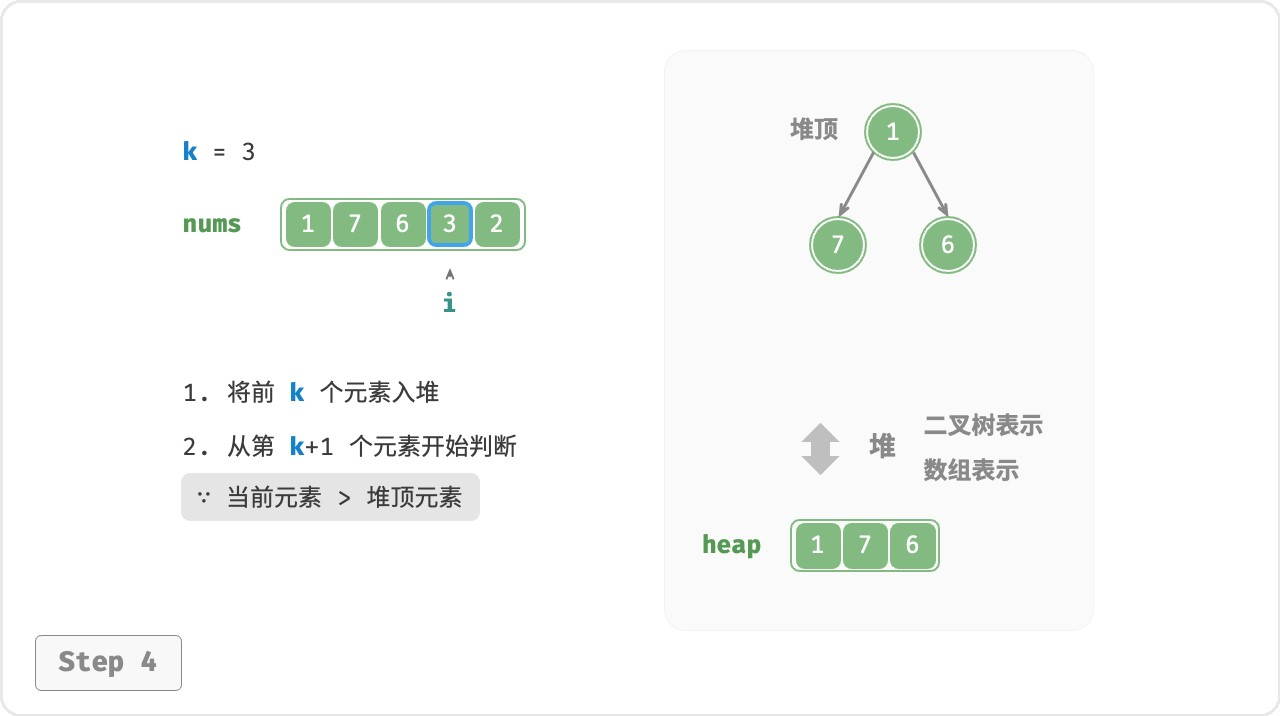 k = 3
nums 1 7 6 3 2
i
1. 将前 k 个元素入堆
2. 从第 k+1 个元素开始判断
∵ 当前元素 > 堆顶元素
Step 4
堆顶 1
7 6
堆 二叉树表示
数组表示
heap 1 7 6